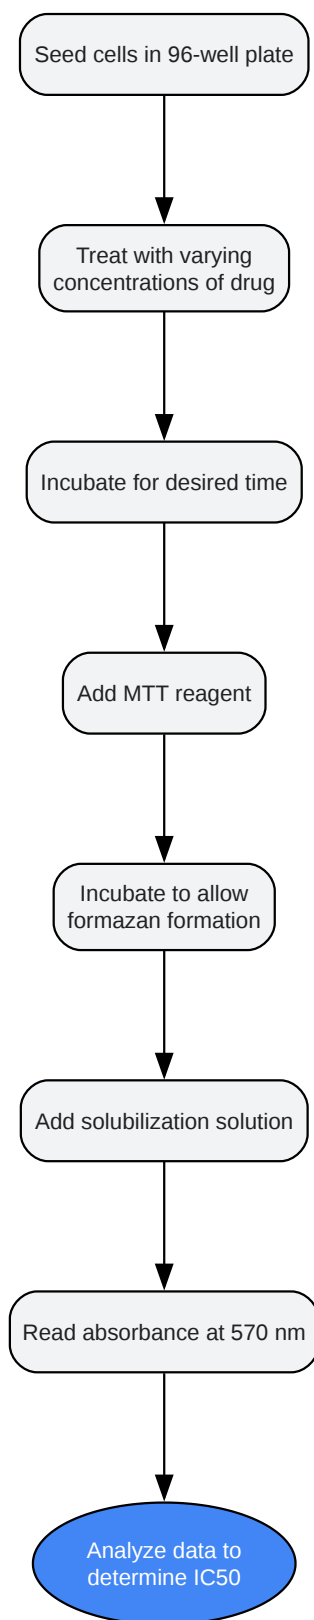 Seed cells in 96-well plate
Treat with varying
concentrations of drug
Incubate for desired time
Add MTT reagent
Incubate to allow
formazan formation
Add solubilization solution
Read absorbance at 570 nm
Analyze data to
determine IC50